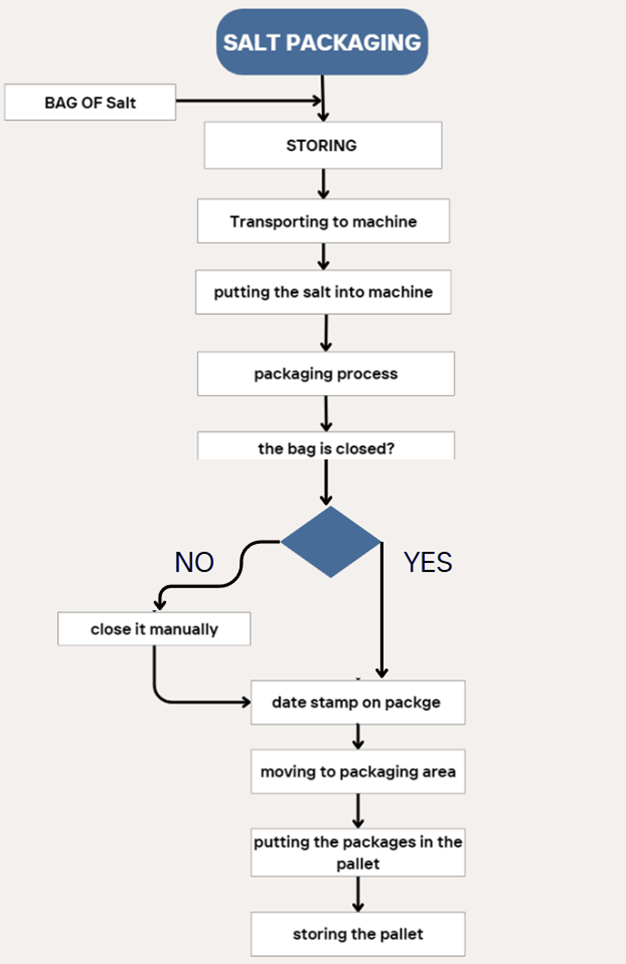 SALT PACKAGING
BAG OF Salt
STORING
Transporting to machine
putting the salt into machine
packaging process
the bag is closed?
NO
YES
close it manually
date stamp on packge
moving to packaging area
putting the packages in the
pallet
storing the pallet